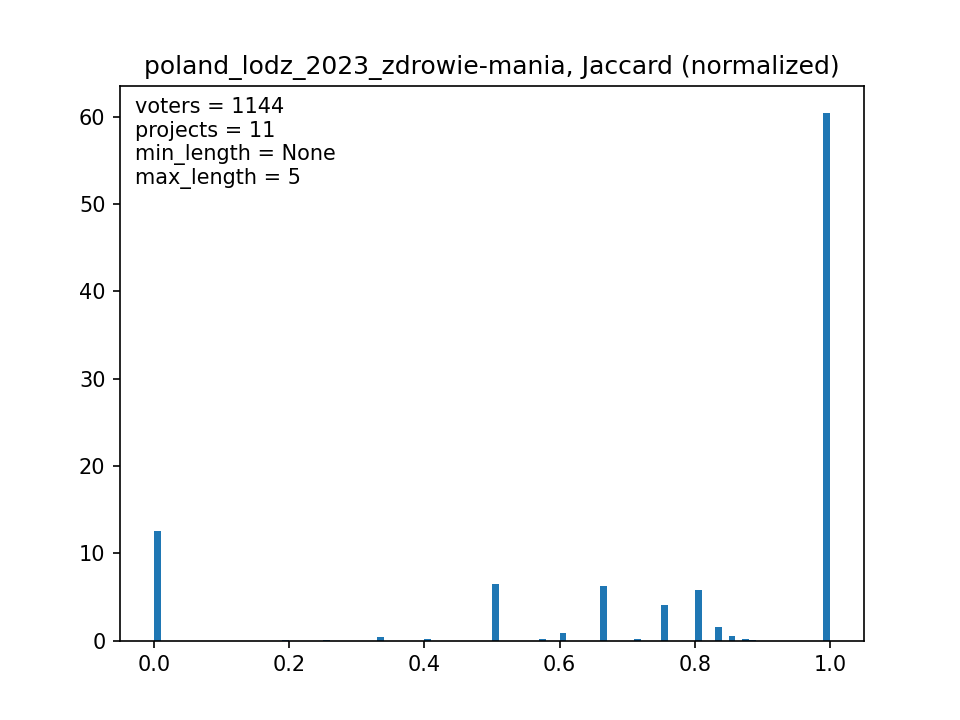 poland_lodz_2023_zdrowie-mania, Jaccard (normalized)
voters = 1144
projects = 11
min_length = None
max_length = 5
60
50
40
30
20
10
0
0.0 0.2 0.4 0.6 0.8 1.0